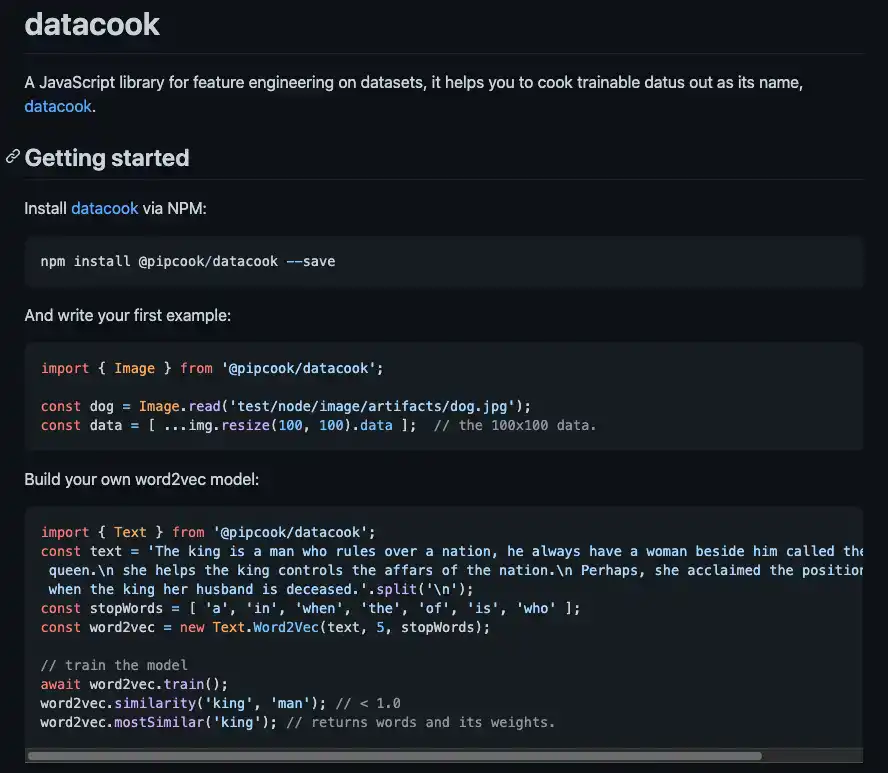 datacook
A JavaScript library for feature engineering on datasets, it helps you to cook trainable datus out as its name,
datacook.
Getting started
Install datacook via NPM:
npm install @pipcook/datacook --save
And write your first example:
import { Image } from '@pipcook/datacook';
const dog = Image.read('test/node/image/artifacts/dog.jpg');
const data = [ ...img.resize(100, 100).data ];  // the 100x100 data.
Build your own word2vec model:
import { Text } from '@pipcook/datacook';
const text = 'The king is a man who rules over a nation, he always have a woman beside him called the
queen.\n she helps the king controls the affars of the nation.\n Perhaps, she acclaimed the position
when the king her husband is deceased.'.split('\n');
const stopWords = [ 'a', 'in', 'when', 'the', 'of', 'is', 'who' ];
const word2vec = new Text.Word2Vec(text, 5, stopWords);
// train the model
await word2vec.train();
word2vec.similarity('king', 'man'); // < 1.0
word2vec.mostSimilar('king'); // returns words and its weights.